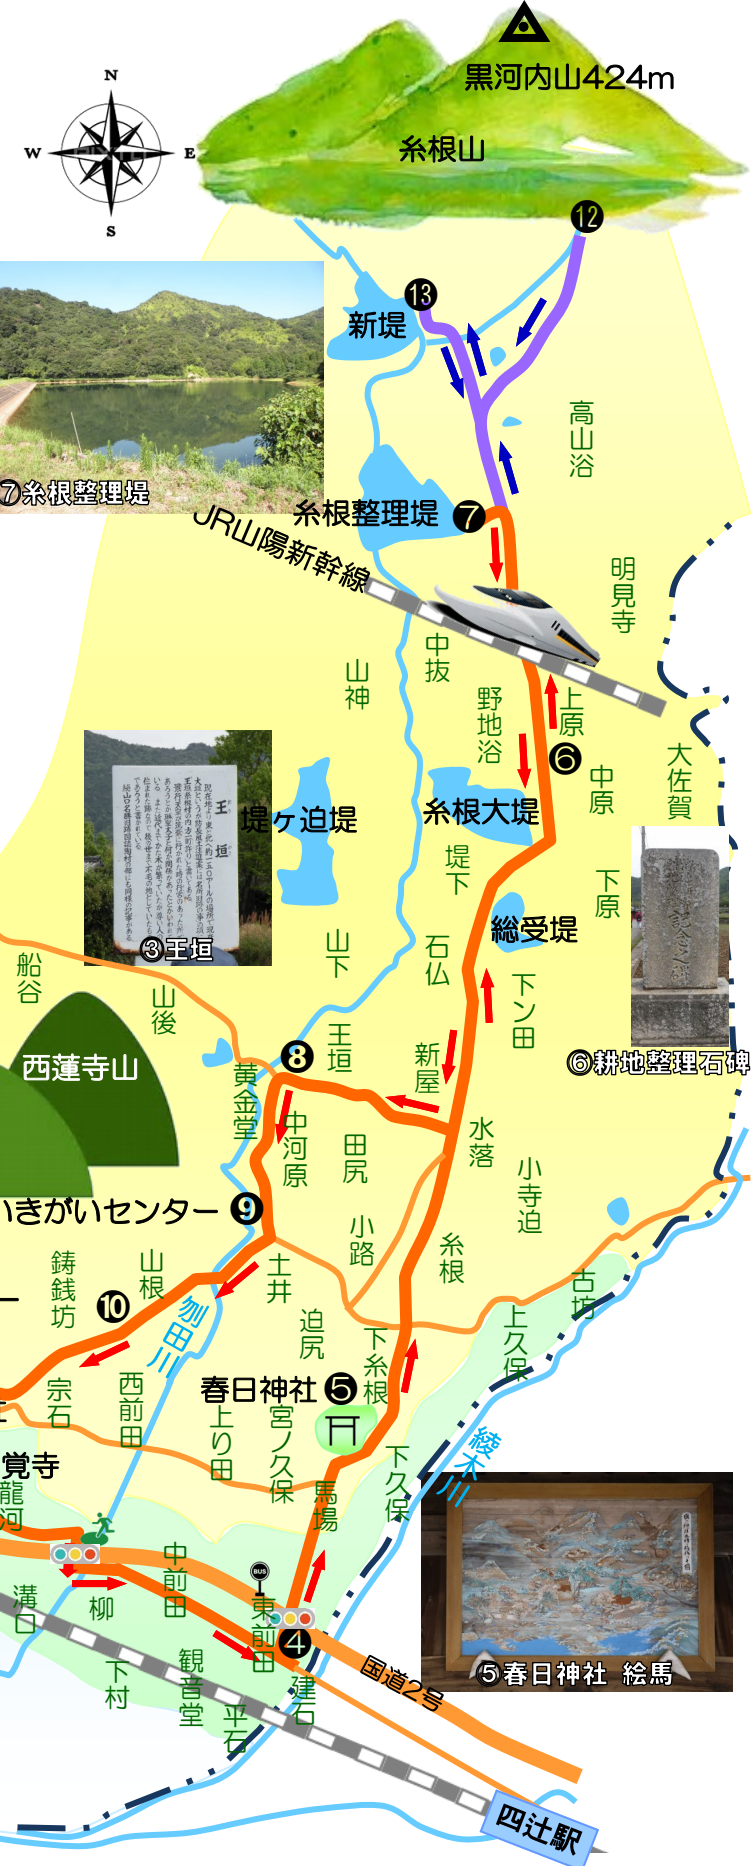 黒河内山424m
糸根山
N
W
E
S
⑫
⑬
新堤
高山浴
⑦糸根整理堤
糸根整理堤
⑦
JR山陽新幹線
明見寺
中抜
山神
野地浴
上原
⑥
中原
大佐賀
王垣
③王垣
堤ヶ迫堤
糸根大堤
堤下
下原
総受堤
記念之碑
⑥耕地整理石碑
船谷
山後
山下
石仏
下ン田
西蓮寺山
黄金堂
⑧
王垣
新屋
中河原
田尻
水落
小寺迫
いきがいセンター
⑨
小路
糸根
鋳銭坊
山根
⑩
土井
古坊
刎田川
迫尻
下糸根
上久保
宗石
西前田
春日神社
⑤
上り田
宮ノ久保
綾木川
覚寺
龍河
馬場
下久保
BUS
中前田
東前田
④
溝口
柳
下村
観音堂
平石
建石
国道2号
⑤春日神社 絵馬
四辻駅